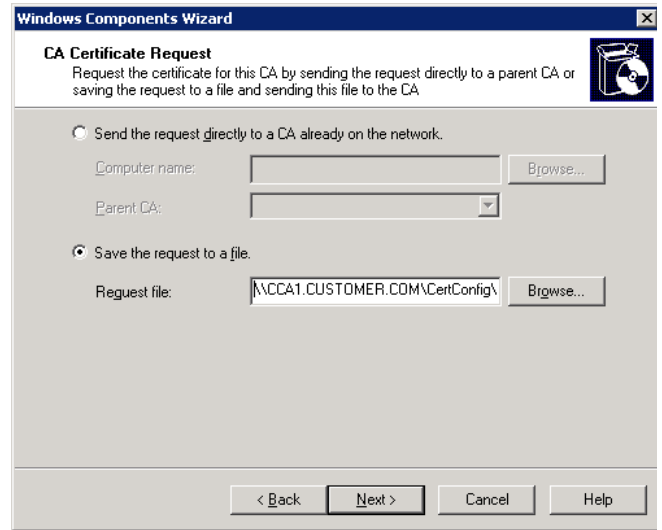 Windows Components Wizard
CA Certificate Request
Request the certificate for this CA by sending the request directly to a parent CA or
saving the request to a file and sending this file to the CA
Send the request directly to a CA already on the network.
Computer name:
Browse...
Parent CA:
Save the request to a file.
Request file:
\\CCA1.CUSTOMER.COM\CertConfig\
Browse...
< Back
Next >
Cancel
Help